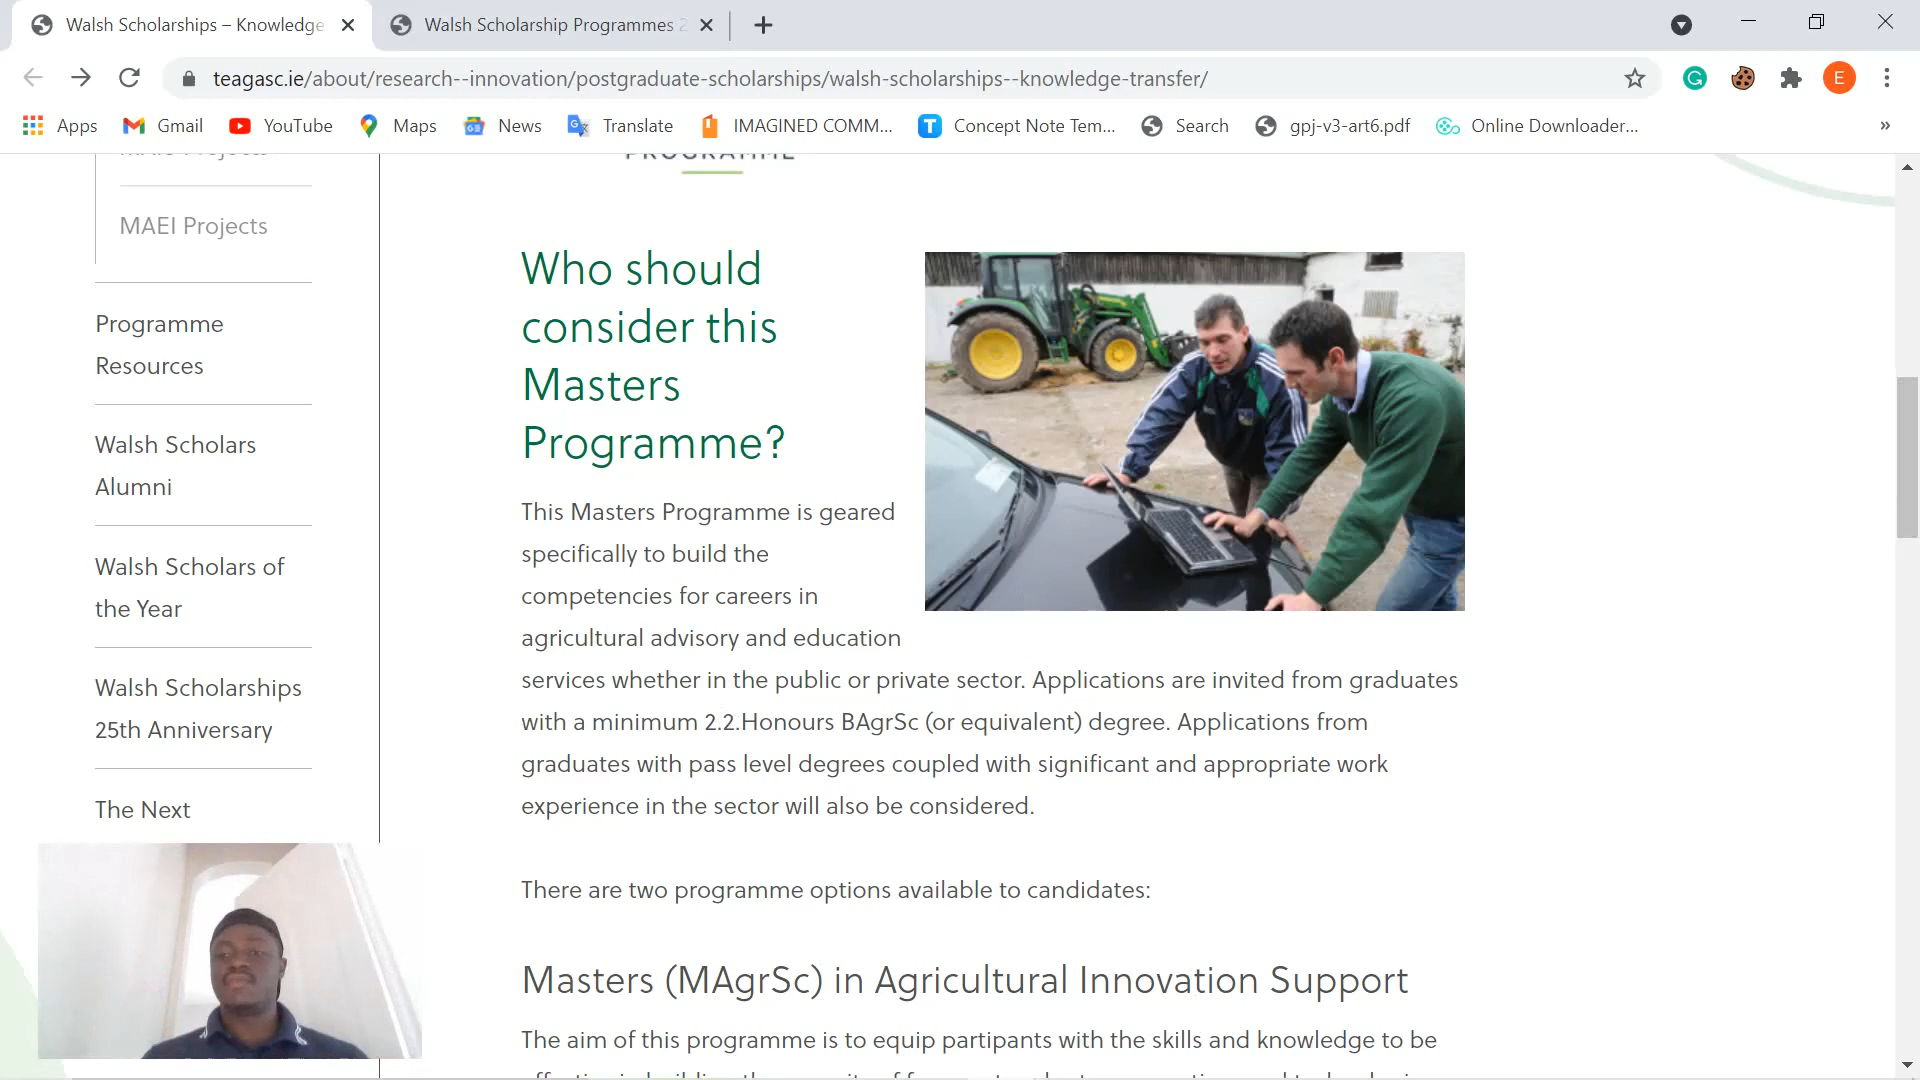 Walsh Scholarships – Knowledge
Walsh Scholarship Programmes 2
teagasc.ie/about/research--innovation/postgraduate-scholarships/walsh-scholarships--knowledge-transfer/
E
Apps
Gmail
YouTube
Maps
News
Translate
IMAGINED COMM...
Concept Note Tem...
Search
gpj-v3-art6.pdf
Online Downloader...
»
PROGRAMME
MAEI Projects
Programme
Resources
Walsh Scholars
Alumni
Walsh Scholars of
the Year
Walsh Scholarships
25th Anniversary
The Next
Who should
consider this
Masters
Programme?
This Masters Programme is geared
specifically to build the
competencies for careers in
agricultural advisory and education
services whether in the public or private sector. Applications are invited from graduates
with a minimum 2.2.Honours BAgrSc (or equivalent) degree. Applications from
graduates with pass level degrees coupled with significant and appropriate work
experience in the sector will also be considered.
There are two programme options available to candidates:
Masters (MAgrSc) in Agricultural Innovation Support
The aim of this programme is to equip partipants with the skills and knowledge to be